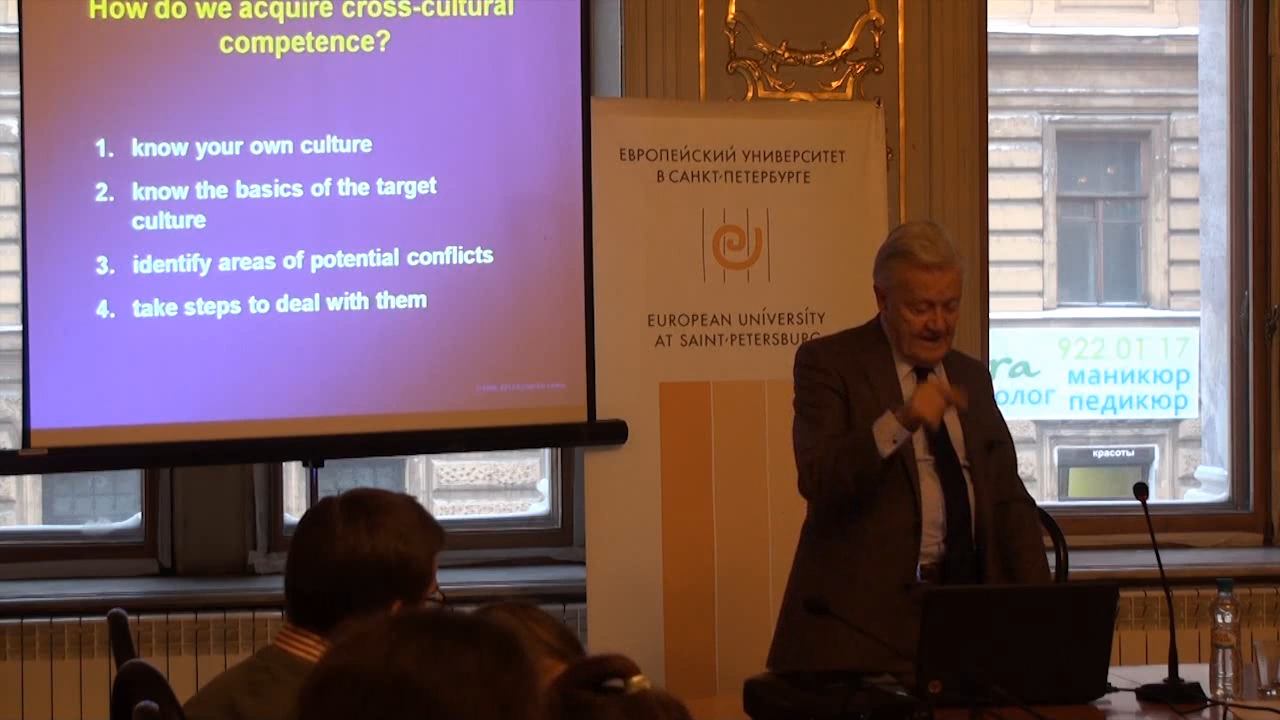 How do we acquire cross-cultural
competence?
1. know your own culture
2. know the basics of the target
culture
3. identify areas of potential conflicts
4. take steps to deal with them
ЕВРОПЕЙСКИЙ УНИВЕРСИТЕТ
В САНКТ-ПЕТЕРБУРГЕ
EUROPEAN UNIVERSITY
AT SAINT-PETERSBURG
922 01 17
маникюр
педикюр
красоты